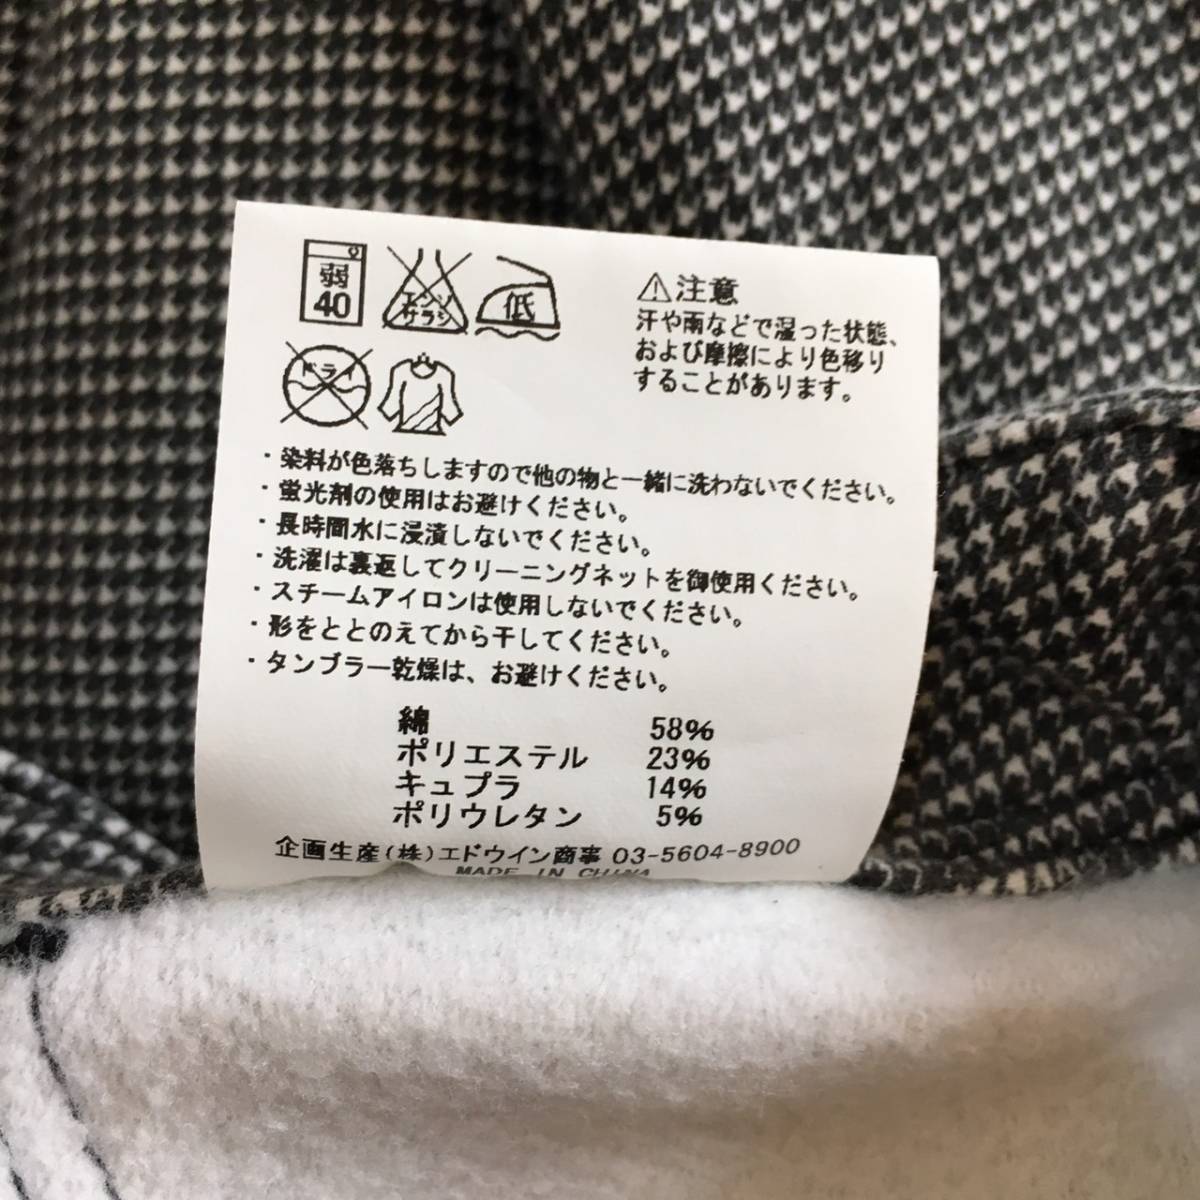 弱
40
エンソ
サラシ
低
ドライ
注意
汗や雨などで湿った状態、
および摩擦により色移り
することがあります。
・染料が色落ちしますので他の物と一緒に洗わないでください。
・蛍光剤の使用はお避けください。
・長時間水に浸漬しないでください。
・洗濯は裏返してクリーニングネットを御使用ください。
・スチームアイロンは使用しないでください。
・形をととのえてから干してください。
・タンブラー乾燥は、お避けください。
綿 58%
ポリエステル 23%
キュプラ 14%
ポリウレタン 5%
企画生産(株)エドウイン商事 03-5604-8900
MADE IN CHINA